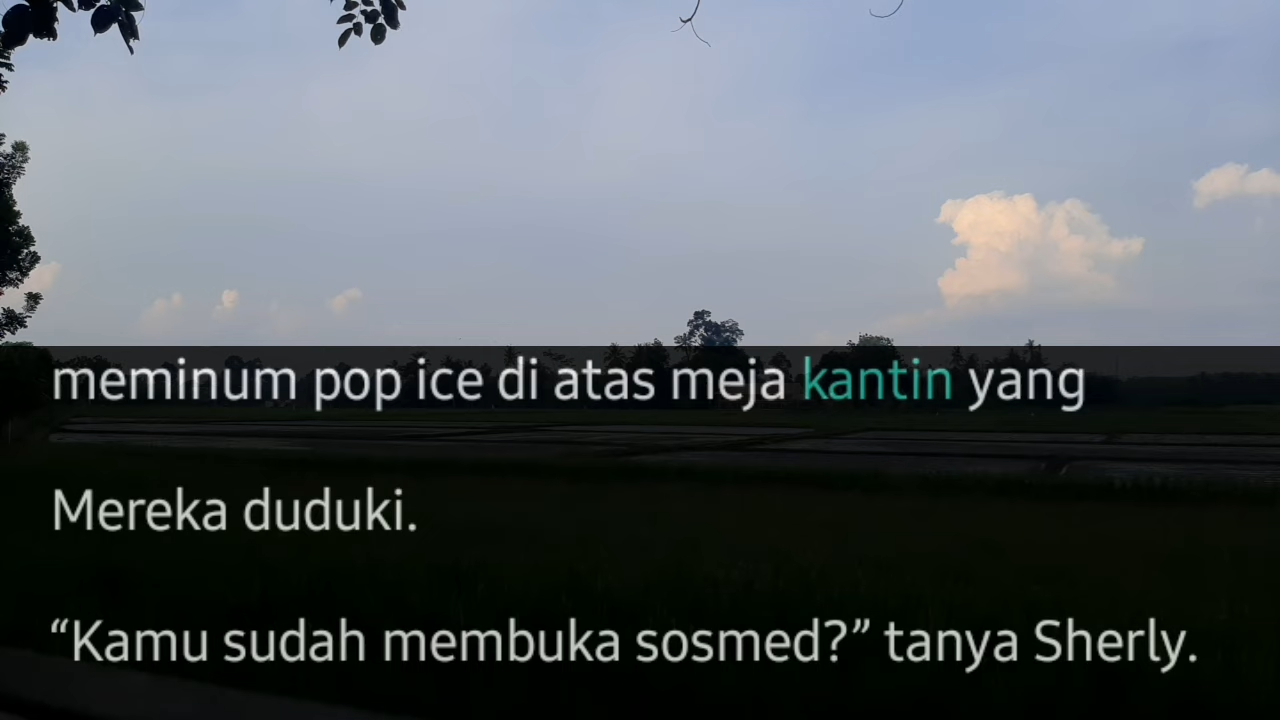 meminum pop ice di atas meja kantin yang
Mereka duduki.
“Kamu sudah membuka sosmed?” tanya Sherly.